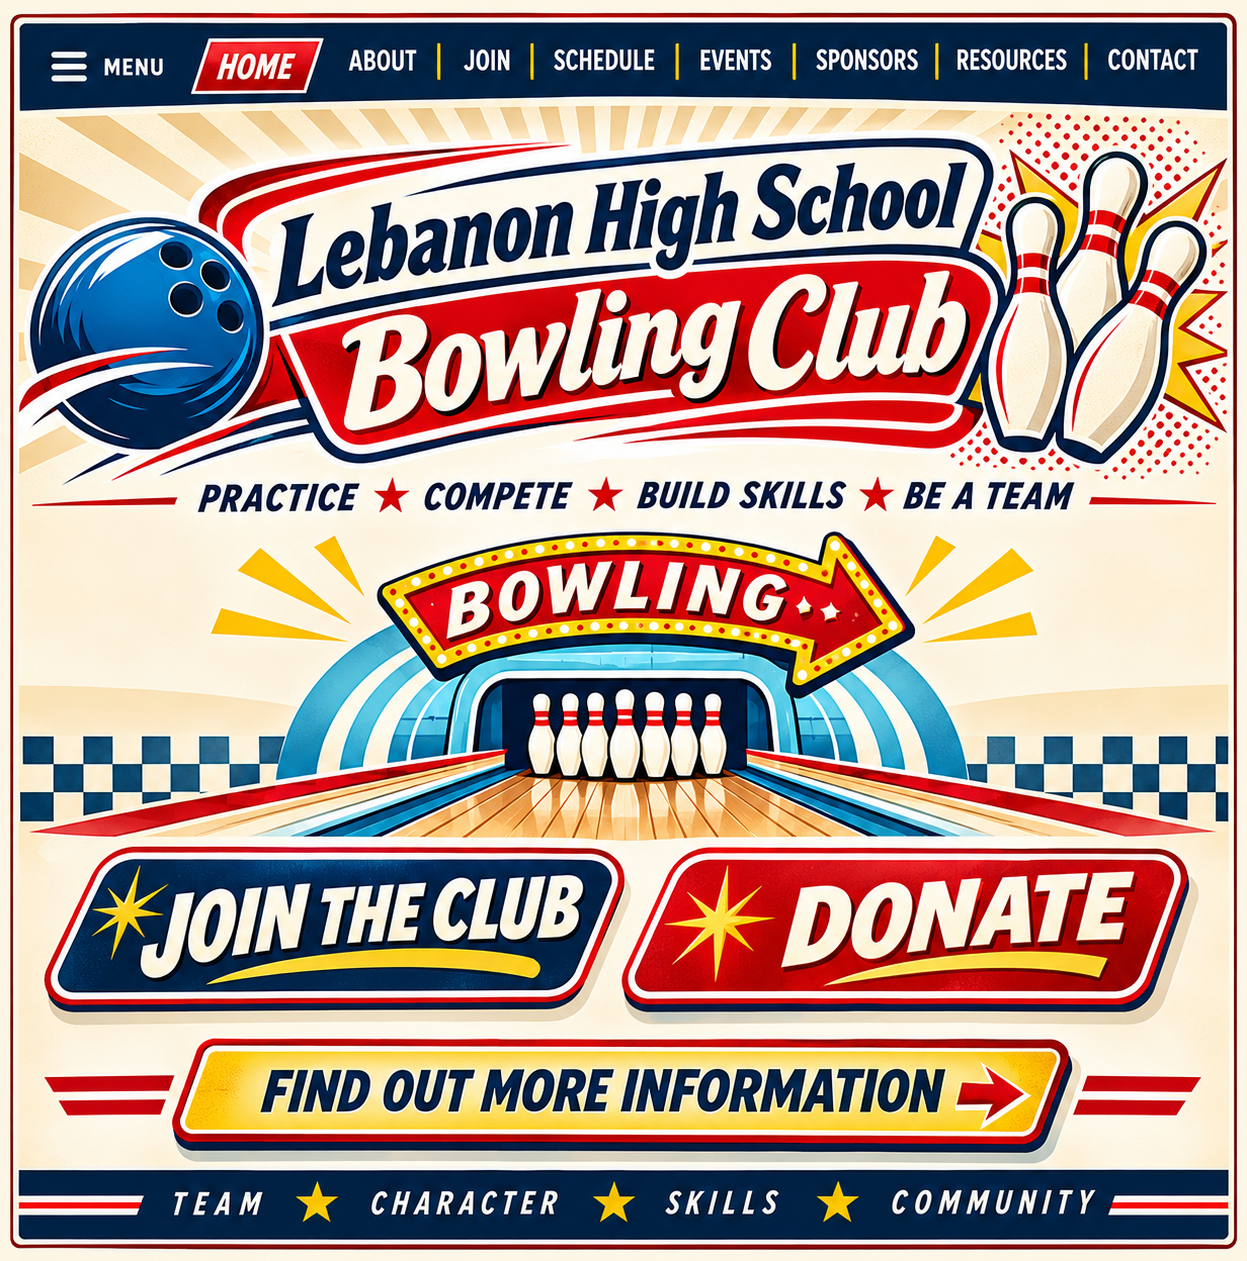 MENU HOME ABOUT JOIN SCHEDULE EVENTS SPONSORS RESOURCES CONTACT
Lebanon High School
Bowling Club
PRACTICE ★ COMPETE ★ BUILD SKILLS ★ BE A TEAM
BOWLING
JOIN THE CLUB
DONATE
FIND OUT MORE INFORMATION
TEAM ★ CHARACTER ★ SKILLS ★ COMMUNITY